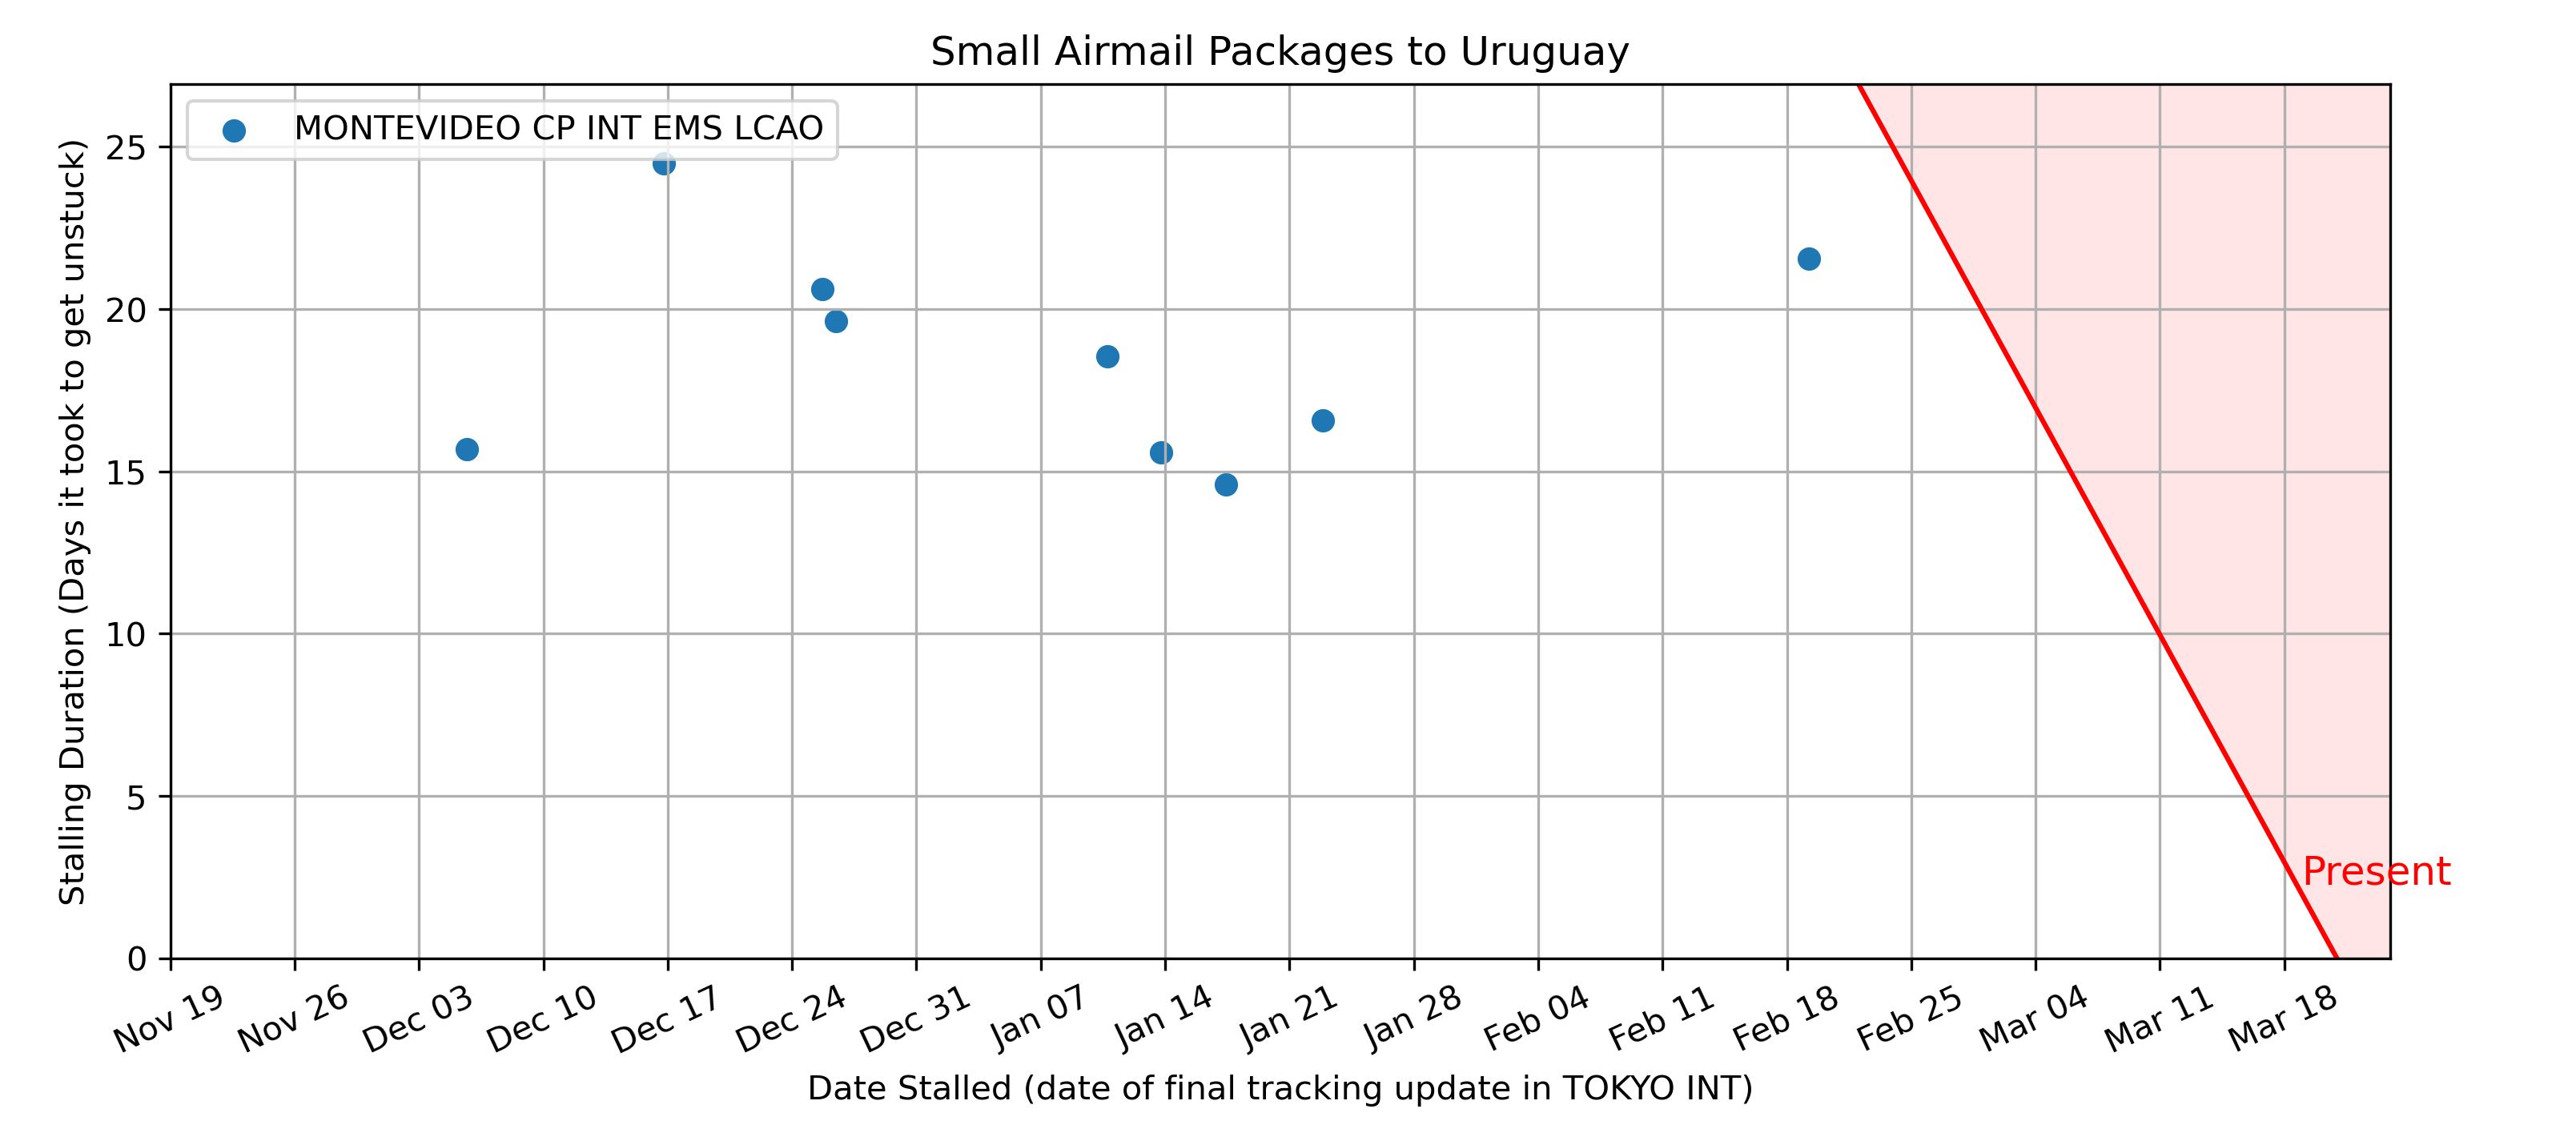 Small Airmail Packages to Uruguay
MONTEVIDEO CP INT EMS LCAO
Stalling Duration (Days it took to get unstuck)
25
20
15
10
5
0
Present
Nov 19
Nov 26
Dec 03
Dec 10
Dec 17
Dec 24
Dec 31
Jan 07
Jan 14
Jan 21
Jan 28
Feb 04
Feb 11
Feb 18
Feb 25
Mar 04
Mar 11
Mar 18
Date Stalled (date of final tracking update in TOKYO INT)